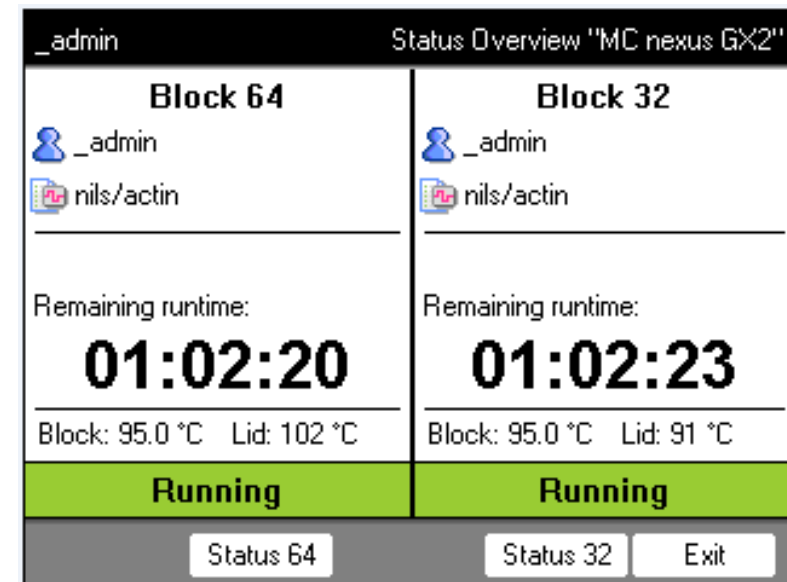 _admin Status Overview "MC nexus GX2"
Block 64
_admin
nils/actin
Remaining runtime:
01:02:20
Block: 95.0 °C Lid: 102 °C
Running
Block 32
_admin
nils/actin
Remaining runtime:
01:02:23
Block: 95.0 °C Lid: 91 °C
Running
Status 64 Status 32 Exit